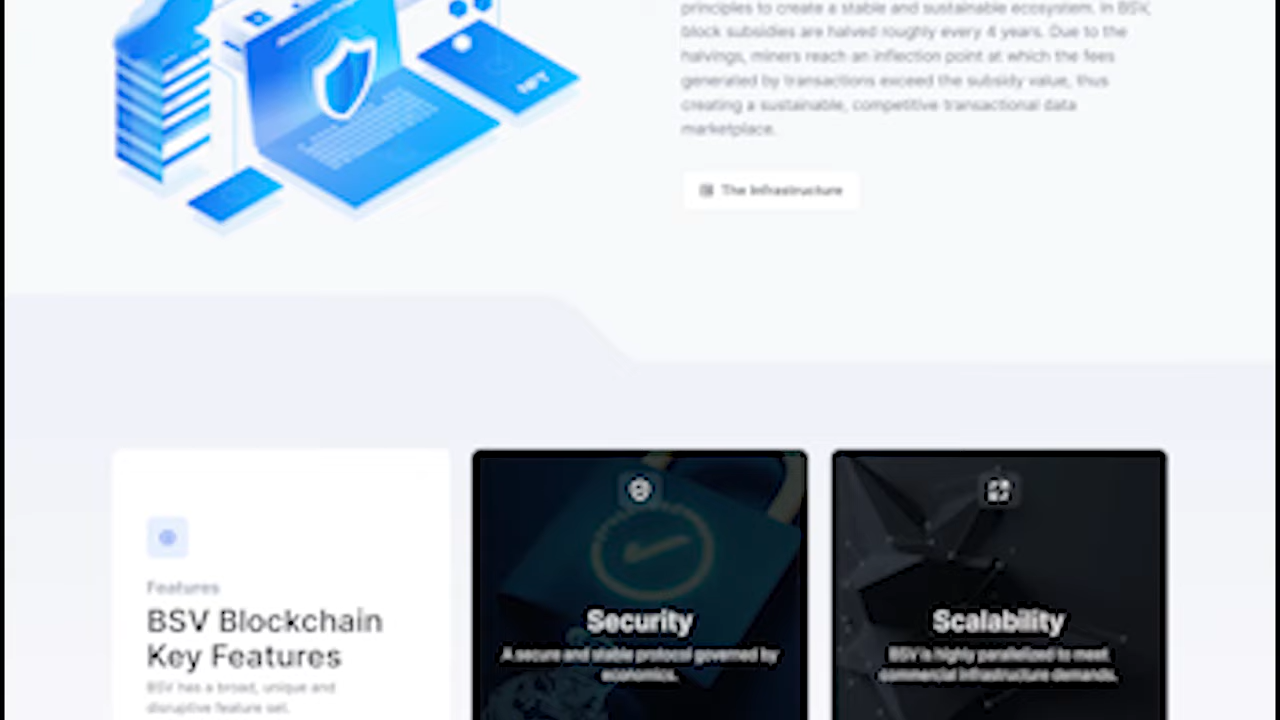 principles to create a stable and sustainable ecosystem. In BSV,
block subsidies are halved roughly every 4 years. Due to the
halvings, miners reach an inflection point at which the fees
generated by transactions exceed the subsidy value, thus
creating a sustainable, competitive transactional data
marketplace.
NFT
The Infrastructure
Features
BSV Blockchain
Key Features
BSV has a broad, unique and
disruptive feature set.
Security
A secure and stable protocol governed by
economics.
Scalability
BSV is highly parallelized to meet
commercial infrastructure demands.